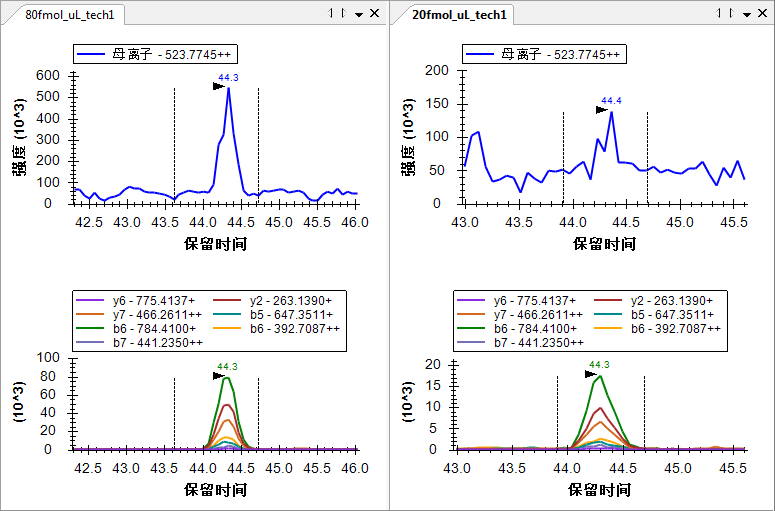 80fmol_uL_tech1
母离子 - 523.7745++
600
500
400
300
200
100
0
强度 (10^3)
44.3
42.5 43.0 43.5 44.0 44.5 45.0 45.5 46.0
保留时间
y6 - 775.4137+ y2 - 263.1390+
y7 - 466.2611++ b5 - 647.3511+
b6 - 784.4100+ b6 - 392.7087++
b7 - 441.2350++
100
80
60
40
20
0
(10^3)
44.3
42.5 43.0 43.5 44.0 44.5 45.0 45.5 46.0
保留时间
20fmol_uL_tech1
母离子 - 523.7745++
200
150
100
50
0
强度 (10^3)
44.4
43.0 43.5 44.0 44.5 45.0 45.5
保留时间
y6 - 775.4137+ y2 - 263.1390+
y7 - 466.2611++ b5 - 647.3511+
b6 - 784.4100+ b6 - 392.7087++
b7 - 441.2350++
20
15
10
5
0
(10^3)
44.3
43.0 43.5 44.0 44.5 45.0 45.5
保留时间